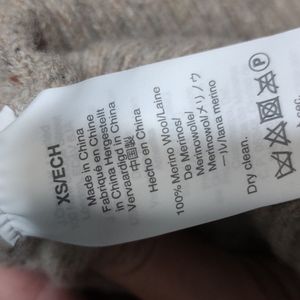 XS/ECH
Made in China
Fabriqué en Chine
in China Hergestellt
Vervaardigd in China
中国製
Hecho en China
100% Merino Wool/Laine
De Merinos/
Merinowolle/
Merinowol/メリノウ
ール/lana merino
Dry clean.